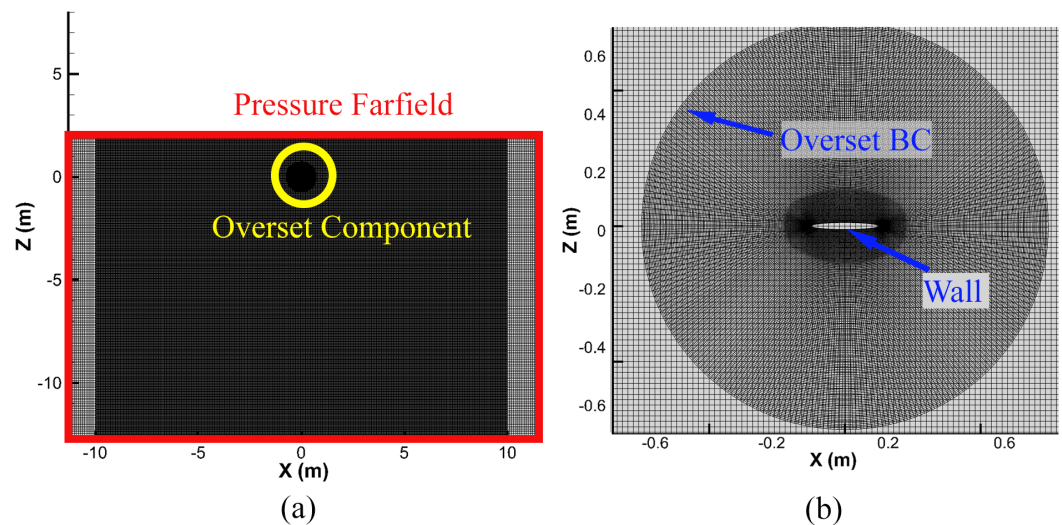 5
0
-5
-10
Z (m)
-10
-5
0
5
10
X (m)
Pressure Farfield
Overset Component
(a)
0.6
0.4
0.2
0
-0.2
-0.4
-0.6
Z (m)
-0.6
-0.2
0.2
0.6
X (m)
Overset BC
Wall
(b)